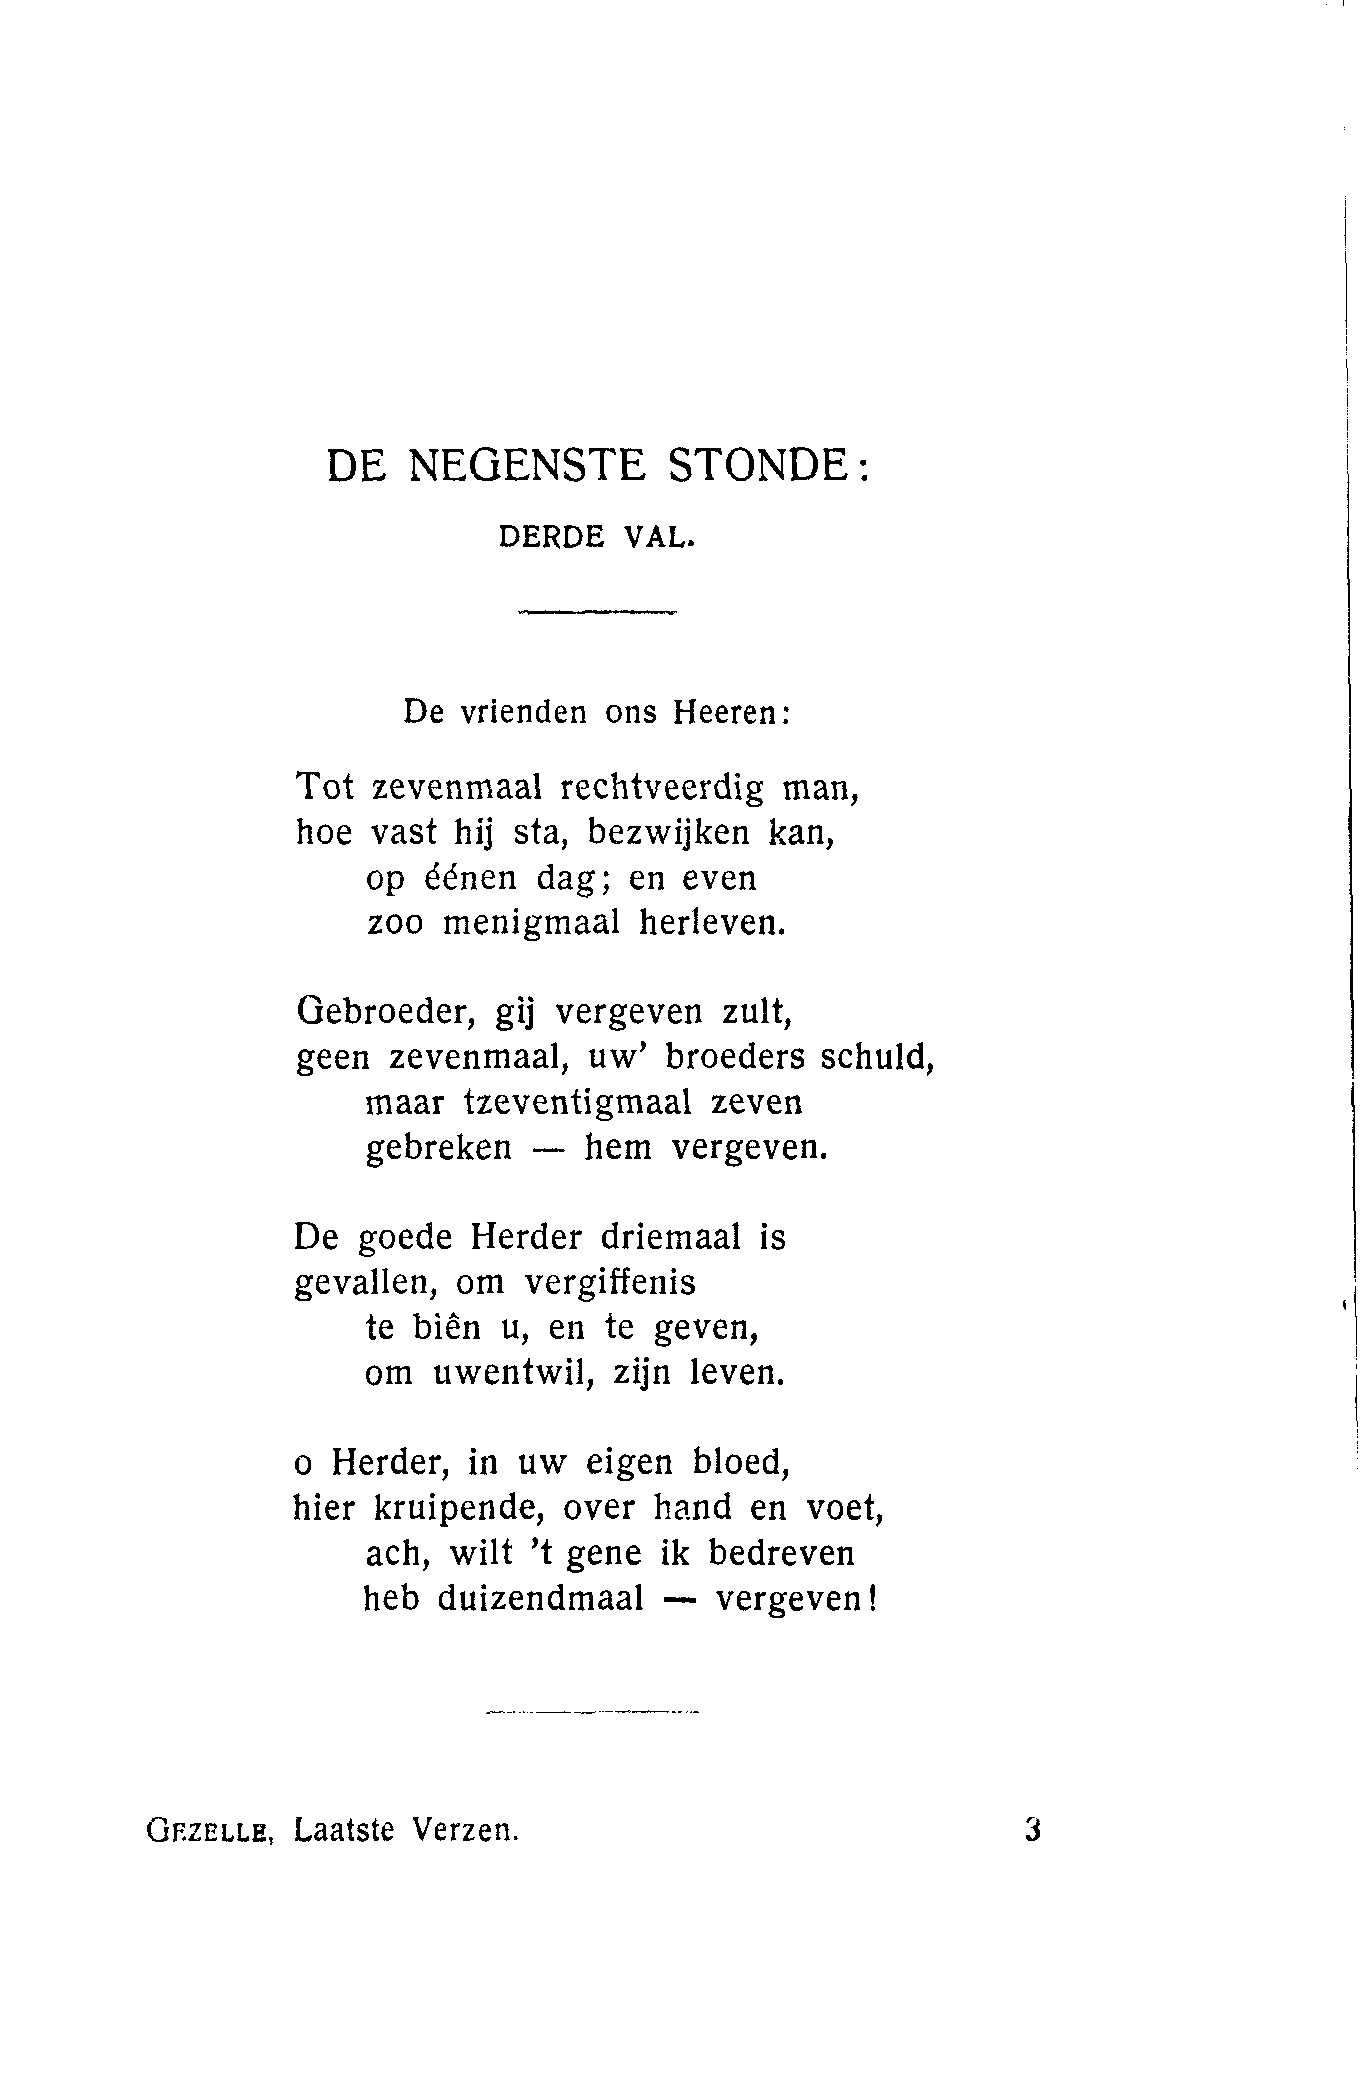 DE NEGENSTE STONDE:
DERDE VAL.
De vrienden ons Heeren:
Tot zevenmaal rechtveerdig man,
hoe vast hij sta, bezwijken kan,
op éénen dag; en even
zoo menigmaal herleven.
Gebroeder, gij vergeven zult,
geen zevenmaal, uw' broeders schuld,
maar tzeventigmaal zeven
gebreken — hem vergeven.
De goede Herder driemaal is
gevallen, om vergiffenis
te biên u, en te geven,
om uwentwil, zijn leven.
o Herder, in uw eigen bloed,
hier kruipende, over hand en voet,
ach, wilt 't gene ik bedreven
heb duizendmaal — vergeven!
GEZELLE, Laatste Verzen. 3